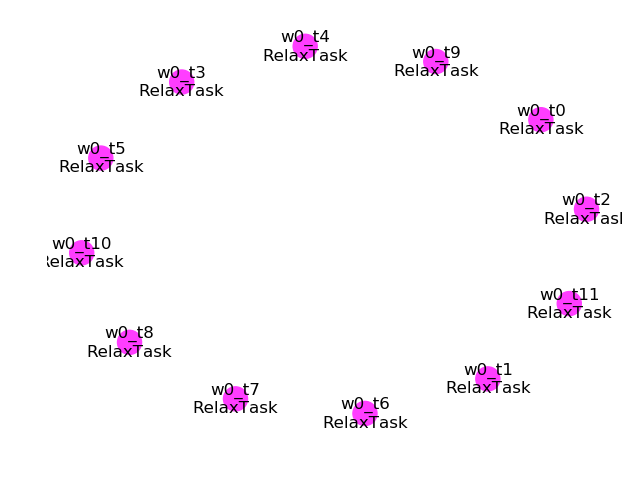 w0_t4
RelaxTask
w0_t9
RelaxTask
w0_t3
RelaxTask
w0_t0
RelaxTask
w0_t5
RelaxTask
w0_t2
RelaxTask
w0_t10
RelaxTask
w0_t11
RelaxTask
w0_t8
RelaxTask
w0_t1
RelaxTask
w0_t7
RelaxTask
w0_t6
RelaxTask